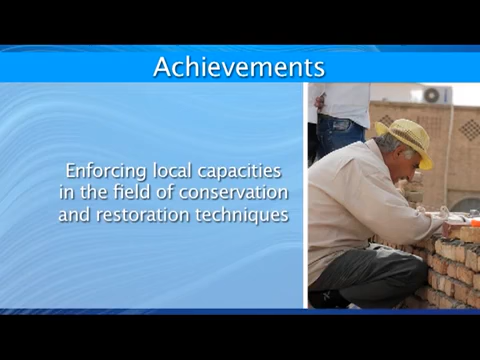 Achievements
Enforcing local capacities
in the field of conservation
and restoration techniques